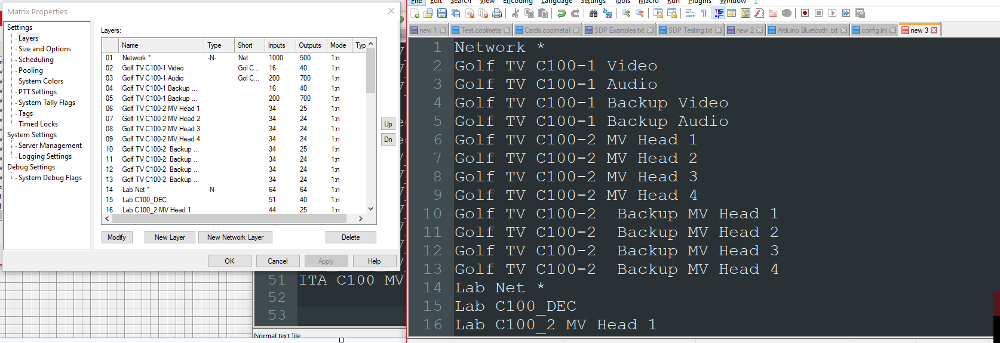 Matrix Properties
Settings
Layers
Size and Options
Scheduling
Pooling
System Colors
PTT Settings
System Tally Flags
Tags
Timed Locks
System Settings
Server Management
Logging Settings
Debug Settings
System Debug Flags
Layers:
Name Type Short Inputs Outputs Mode Typ
01 Network * -N- Net 1000 500 1:n
02 Golf TV C100-1 Video Gol C... 16 40 1:n
03 Golf TV C100-1 Audio Gol C... 200 700 1:n
04 Golf TV C100-1 Backup ... 16 40 1:n
05 Golf TV C100-1 Backup ... 200 700 1:n
06 Golf TV C100-2 MV Head 1 34 25 1:n
07 Golf TV C100-2 MV Head 2 34 24 1:n
08 Golf TV C100-2 MV Head 3 34 24 1:n
09 Golf TV C100-2 MV Head 4 34 24 1:n
10 Golf TV C100-2  Backup ... 34 25 1:n
11 Golf TV C100-2  Backup ... 34 24 1:n
12 Golf TV C100-2  Backup ... 34 24 1:n
13 Golf TV C100-2  Backup ... 34 24 1:n
14 Lab Net * -N- 64 64 1:n
15 Lab C100_DEC 51 40 1:n
16 Lab C100_2 MV Head 1 44 25 1:n
Up
Dn
Modify New Layer New Network Layer Delete
OK Cancel Apply Help
51 ITA C100 MV
52
53
Normal text file
File Edit Search View Encoding Language Settings Tools Macro Run Plugins Window ?
new 1 Test.coolmeta Cards.coolmetal SDP Examples.txt SDP Testing.txt new 2 Arduino Bluetooth .txt config.ini new 3
1 Network *
2 Golf TV C100-1 Video
3 Golf TV C100-1 Audio
4 Golf TV C100-1 Backup Video
5 Golf TV C100-1 Backup Audio
6 Golf TV C100-2 MV Head 1
7 Golf TV C100-2 MV Head 2
8 Golf TV C100-2 MV Head 3
9 Golf TV C100-2 MV Head 4
10 Golf TV C100-2  Backup MV Head 1
11 Golf TV C100-2  Backup MV Head 2
12 Golf TV C100-2  Backup MV Head 3
13 Golf TV C100-2  Backup MV Head 4
14 Lab Net *
15 Lab C100_DEC
16 Lab C100_2 MV Head 1